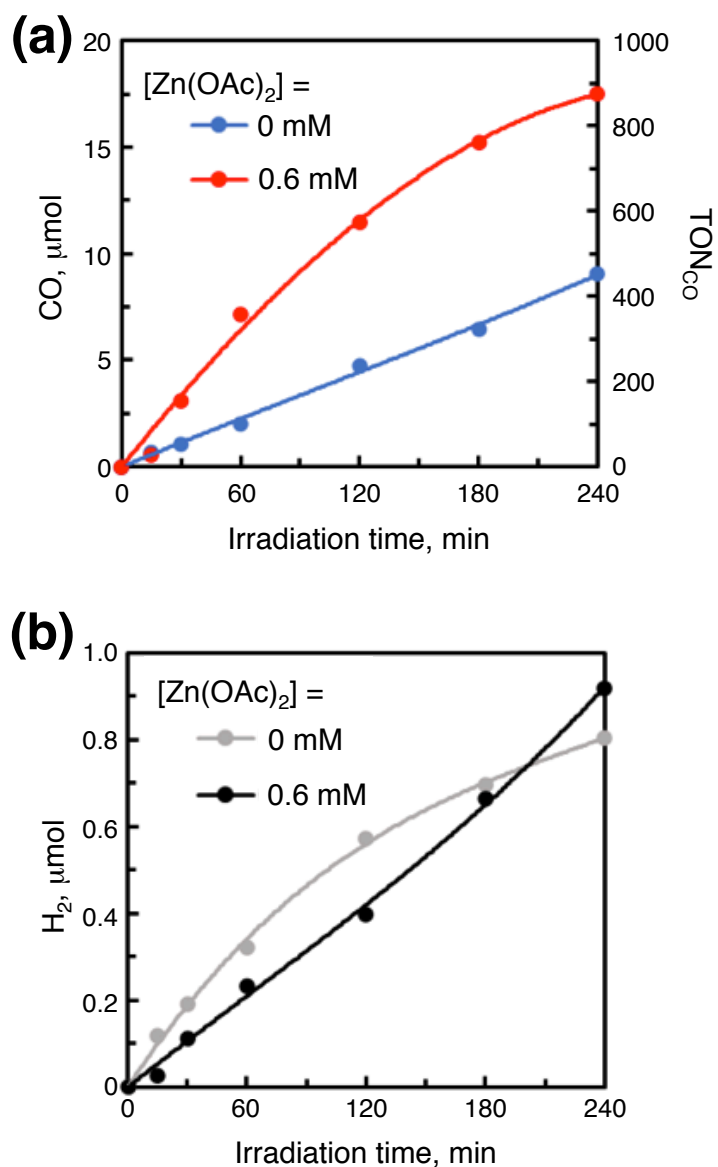 (a)
20
15
10
5
0
1000
800
600
400
200
0
[Zn(OAc)₂] =
0 mM
0.6 mM
CO, μmol
TON_CO
0 60 120 180 240
Irradiation time, min
(b)
1.0
0.8
0.6
0.4
0.2
0
[Zn(OAc)₂] =
0 mM
0.6 mM
H₂, μmol
0 60 120 180 240
Irradiation time, min